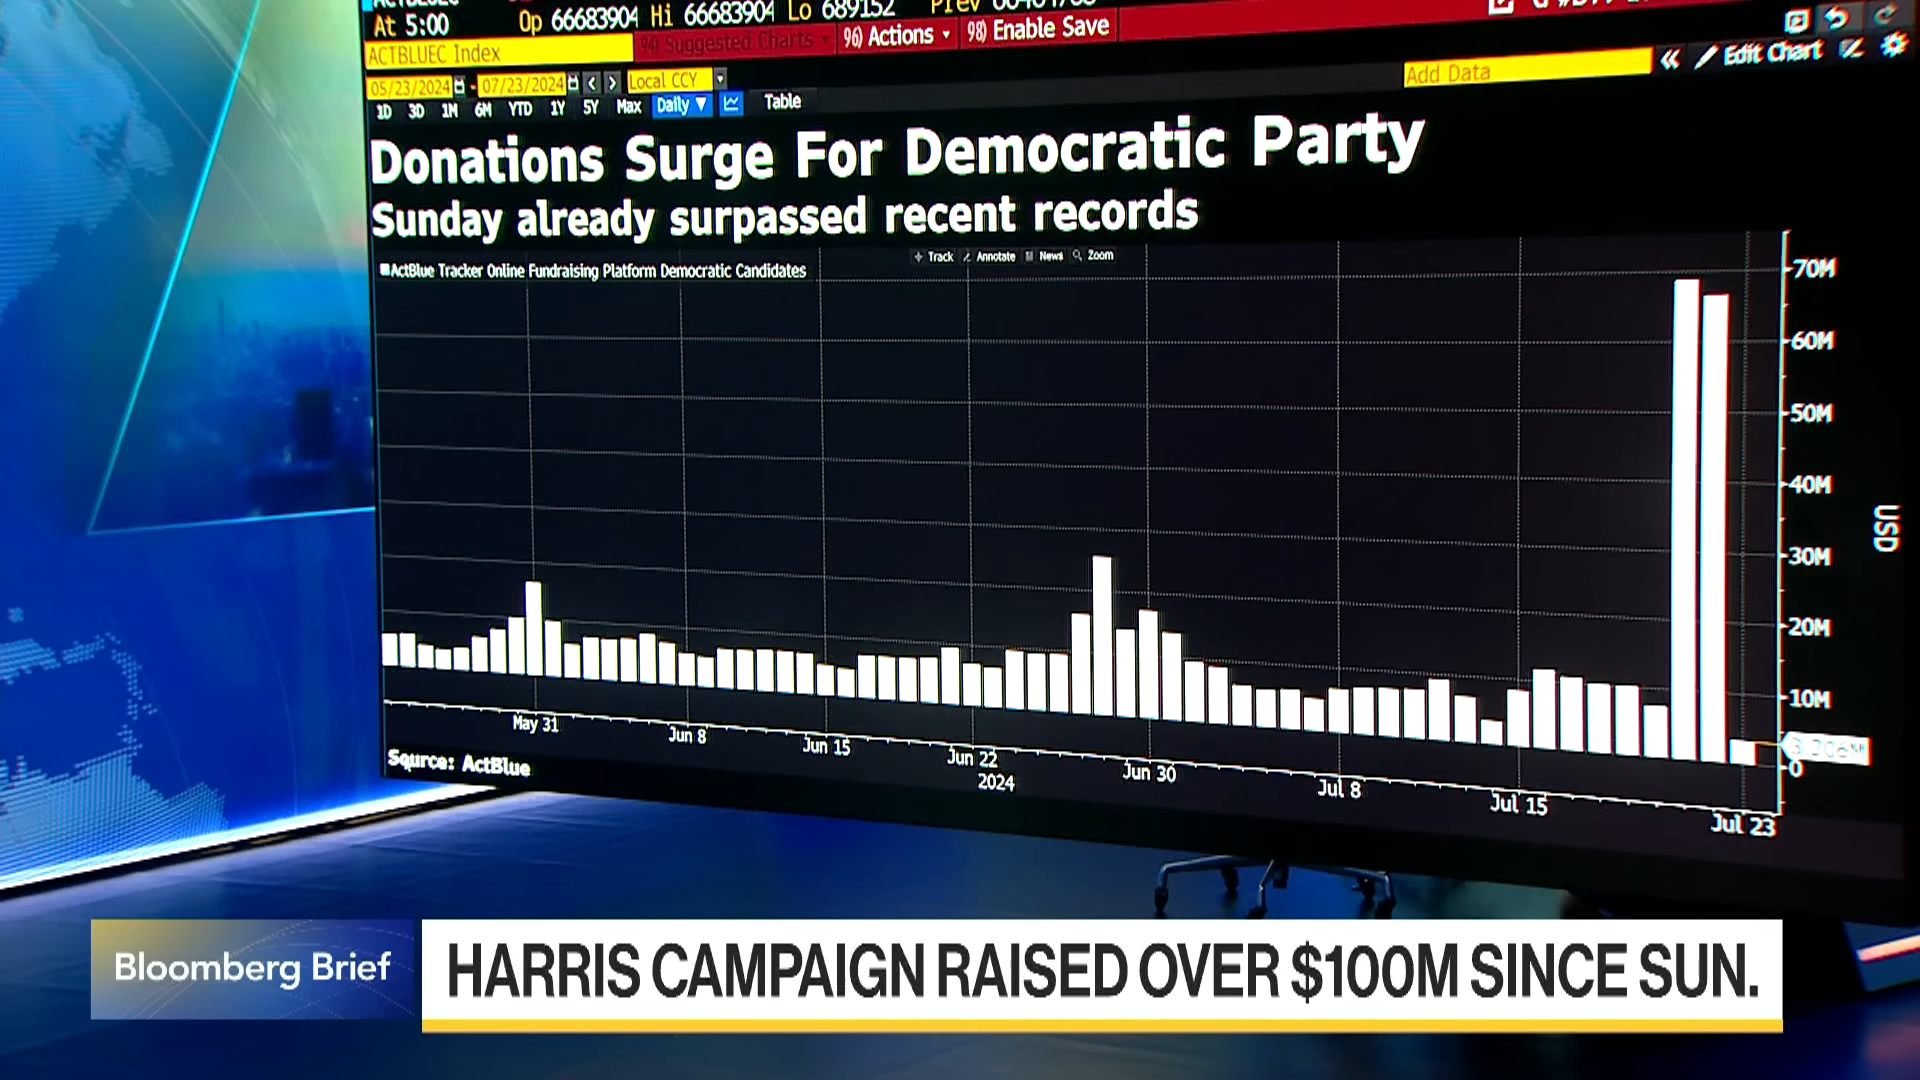 At 5:00 Op 66683904 Hi 66683904 Lo 689152 Prev
ACTBLUEC Index 94) Suggested Charts 96) Actions 98) Enable Save
05/23/2024 - 07/23/2024 Local CCY Add Data « Edit Chart
1D 3D 1M 6M YTD 1Y 5Y Max Daily ▼ Table
Donations Surge For Democratic Party
Sunday already surpassed recent records
Track Annotate News Zoom
ActBlue Tracker Online Fundraising Platform Democratic Candidates
70M
60M
50M
40M
30M
20M
10M
0
USD
May 31 Jun 8 Jun 15 Jun 22 Jun 30 Jul 8 Jul 15 Jul 23
2024
Source: ActBlue
Bloomberg Brief
HARRIS CAMPAIGN RAISED OVER $100M SINCE SUN.